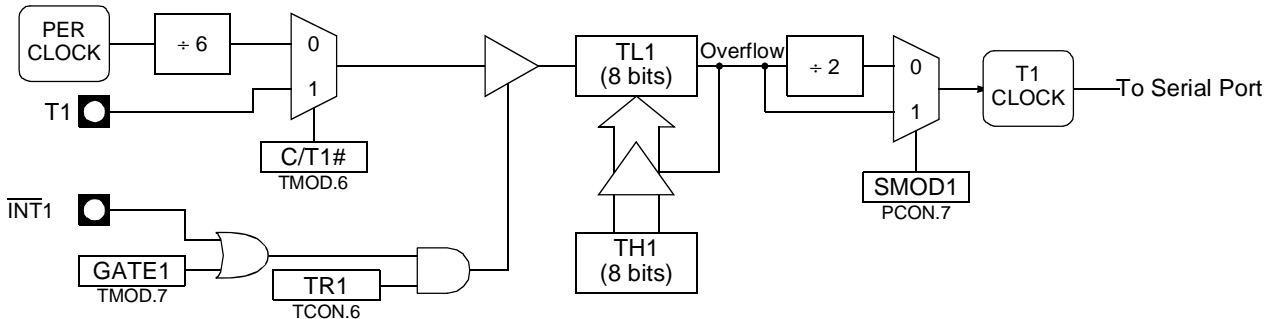 PER
CLOCK
÷ 6
0
1
T1
C/T1#
TMOD.6
INT1
GATE1
TMOD.7
TR1
TCON.6
TL1
(8 bits)
TH1
(8 bits)
Overflow
÷ 2
0
1
SMOD1
PCON.7
T1
CLOCK
To Serial Port